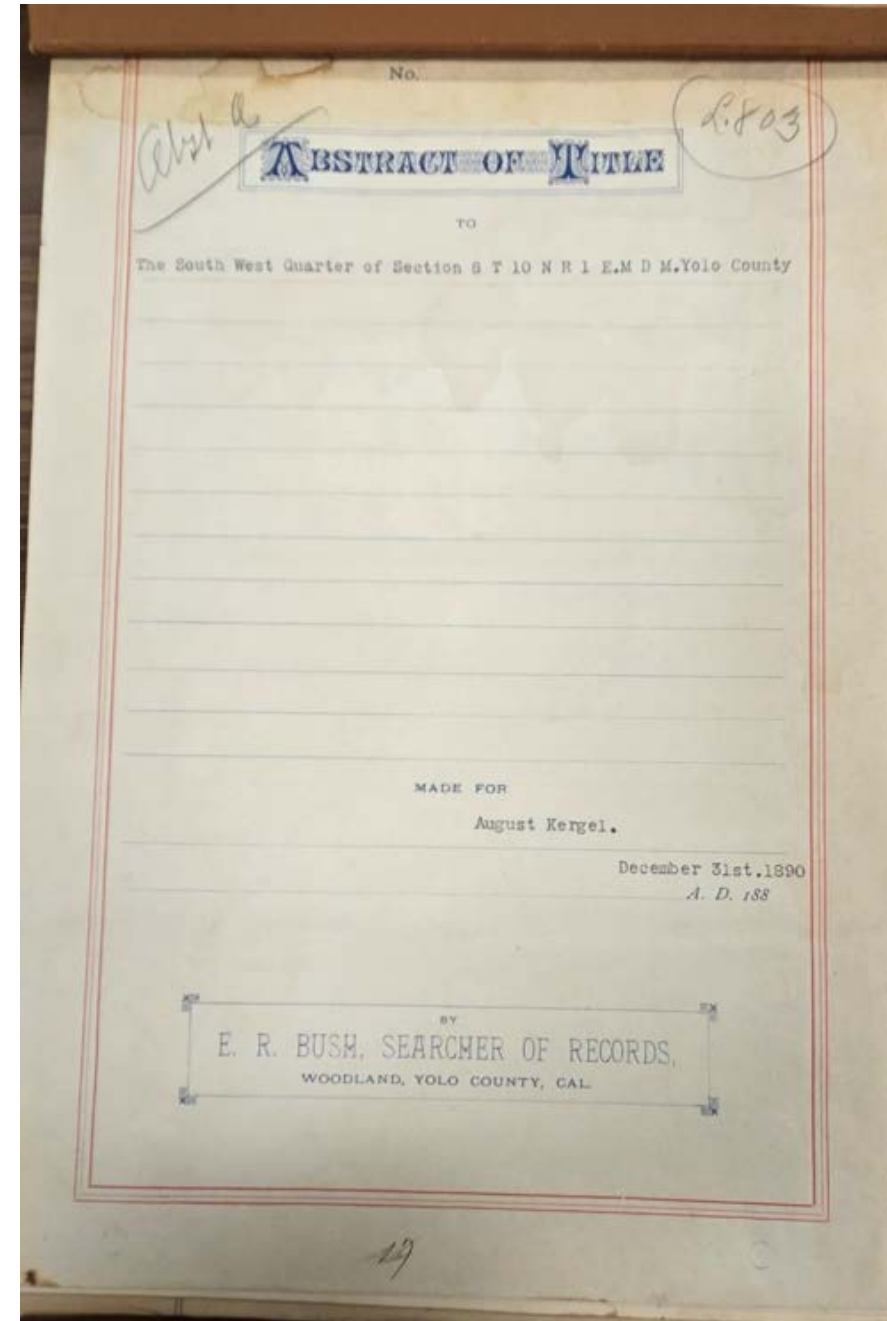 No.
Abst a
L.803
ABSTRACT OF TITLE
TO
The South West Quarter of Section 8 T 10 N R 1 E.M D M.Yolo County
MADE FOR
August Kergel.
December 31st.1890
A. D. 188
BY
E. R. BUSH, SEARCHER OF RECORDS,
WOODLAND, YOLO COUNTY, CAL.
19